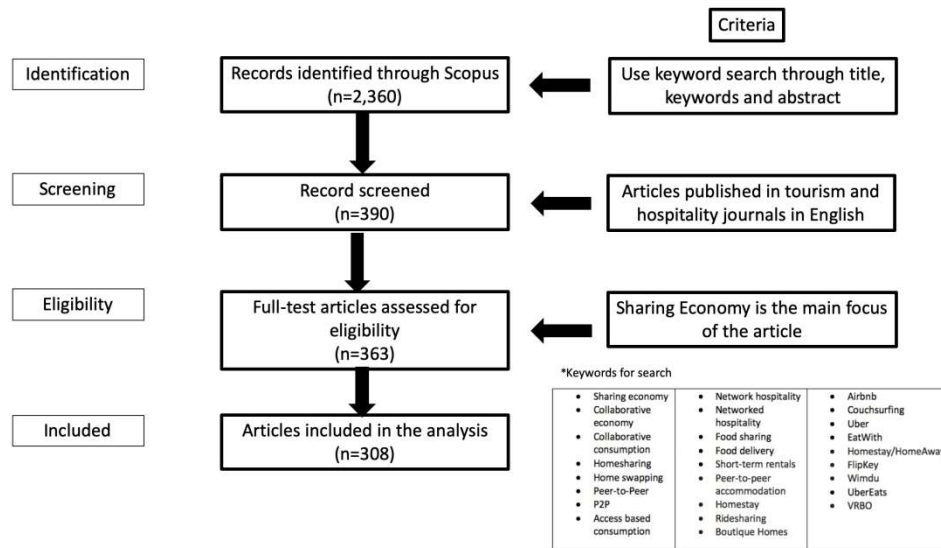 Criteria
Identification
Records identified through Scopus
(n=2,360)
Use keyword search through title,
keywords and abstract
Screening
Record screened
(n=390)
Articles published in tourism and
hospitality journals in English
Eligibility
Full-test articles assessed for
eligibility
(n=363)
Sharing Economy is the main focus
of the article
Included
Articles included in the analysis
(n=308)
*Keywords for search
• Sharing economy
• Collaborative
economy
• Collaborative
consumption
• Homesharing
• Home swapping
• Peer-to-Peer
• P2P
• Access based
consumption
• Network hospitality
• Networked
hospitality
• Food sharing
• Food delivery
• Short-term rentals
• Peer-to-peer
accommodation
• Homestay
• Ridesharing
• Boutique Homes
• Airbnb
• Couchsurfing
• Uber
• EatWith
• Homestay/HomeAway
• FlipKey
• Wimdu
• UberEats
• VRBO